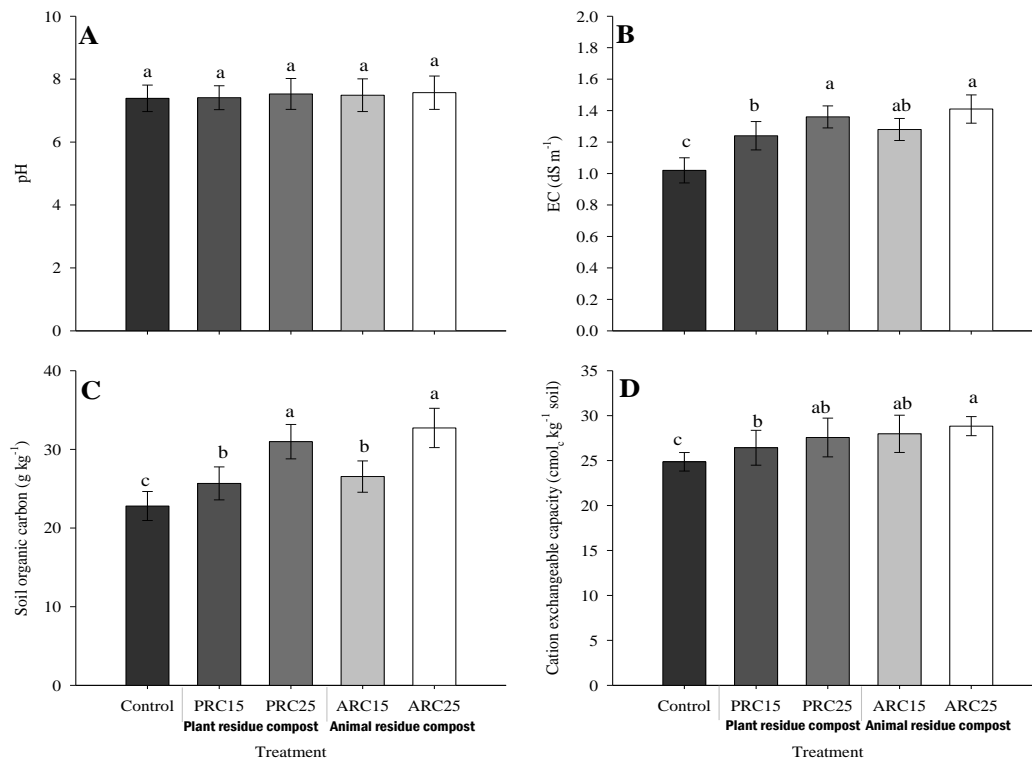 A
10
8
6
4
2
0
pH
a a a a a
B
1.8
1.6
1.4
1.2
1.0
0.8
0.6
0.4
0.2
0.0
EC (dS m⁻¹)
c b a ab a
C
40
30
20
10
0
Soil organic carbon (g kg⁻¹)
c b a b a
Control PRC15 PRC25 ARC15 ARC25
Plant residue compost Animal residue compost
Treatment
D
35
30
25
20
15
10
5
0
Cation exchangeable capacity (cmol_c kg⁻¹ soil)
c b ab ab a
Control PRC15 PRC25 ARC15 ARC25
Plant residue compost Animal residue compost
Treatment